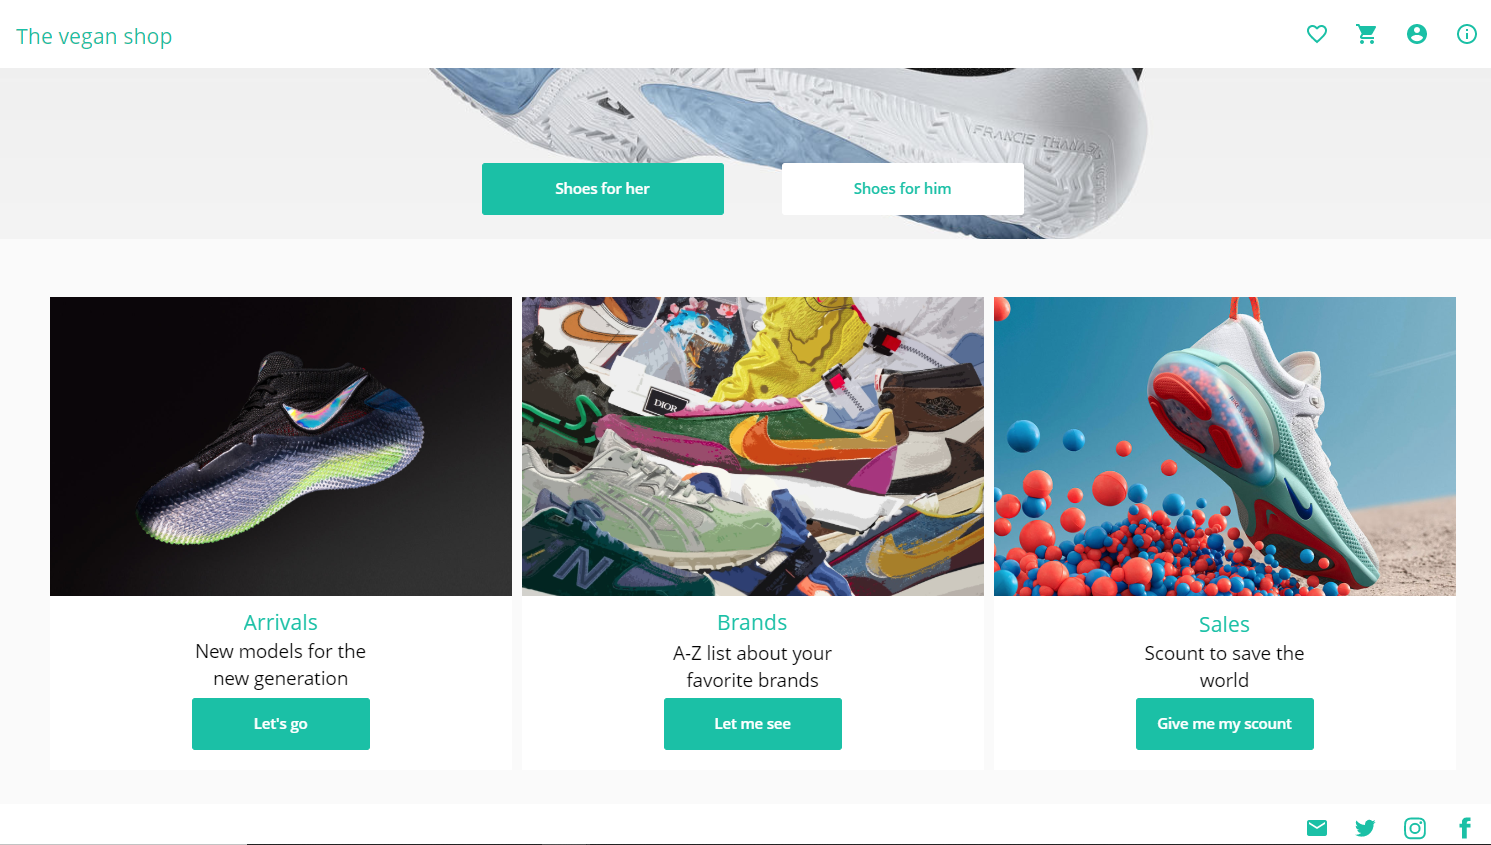 The vegan shop
FRANCIS THANASIS
Shoes for her
Shoes for him
DIOR
N
Arrivals
New models for the
new generation
Let's go
Brands
A-Z list about your
favorite brands
Let me see
Sales
Scount to save the
world
Give me my scount